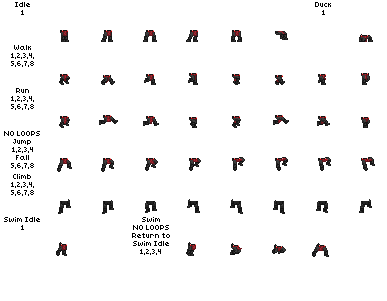 Idle
1
Duck
1
Walk
1,2,3,4,
5,6,7,8
Run
1,2,3,4,
5,6,7,8
NO LOOPS
Jump
1,2,3,4
Fall
5,6,7,8
Climb
1,2,3,4,
5,6,7,8
Swim Idle
1
Swim
NO LOOPS
Return to
Swim Idle
1,2,3,4